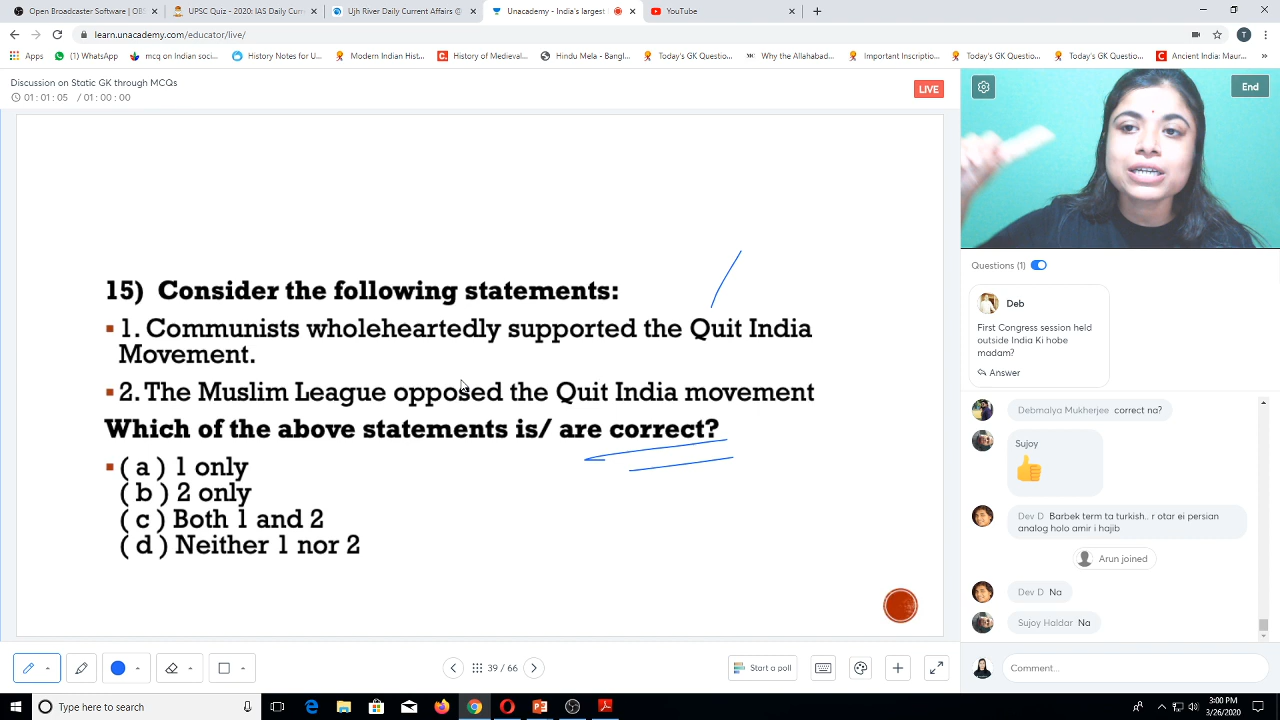 Open Broadcaster Software | OB
UPSC Quiz - 2020: IAS Daily Curr
Ujh River Daily Current Affairs @
Unacademy - India's largest
YouTube
learn.unacademy.com/educator/live/
T
Apps
(1) WhatsApp
mcq on Indian soci...
History Notes for U...
Modern Indian Hist...
History of Medieval...
Hindu Mela - Bangl...
Today's GK Questio...
Why the Allahabad...
Important Inscriptio...
Today's GK Questio...
Today's GK Questio...
Ancient India: Maur...
»
Discussion on Static GK through MCQs
01:01:05 / 01:00:00
LIVE
End
15) Consider the following statements:
1. Communists wholeheartedly supported the Quit India
Movement.
2. The Muslim League opposed the Quit India movement
Which of the above statements is/ are correct?
( a ) 1 only
( b ) 2 only
( c ) Both 1 and 2
( d ) Neither 1 nor 2
Questions (1)
Deb
First Congress session held
outside India Ki hobe
madam?
Answer
Debmalya Mukherjee correct na?
Sujoy
Dev D Barbek term ta turkish.. r otar ei persian
analog holo amir i hajib
Arun joined
Dev D Na
Sujoy Haldar Na
39 / 66
Start a poll
Comment...
Type here to search
3:00 PM
3/26/2020